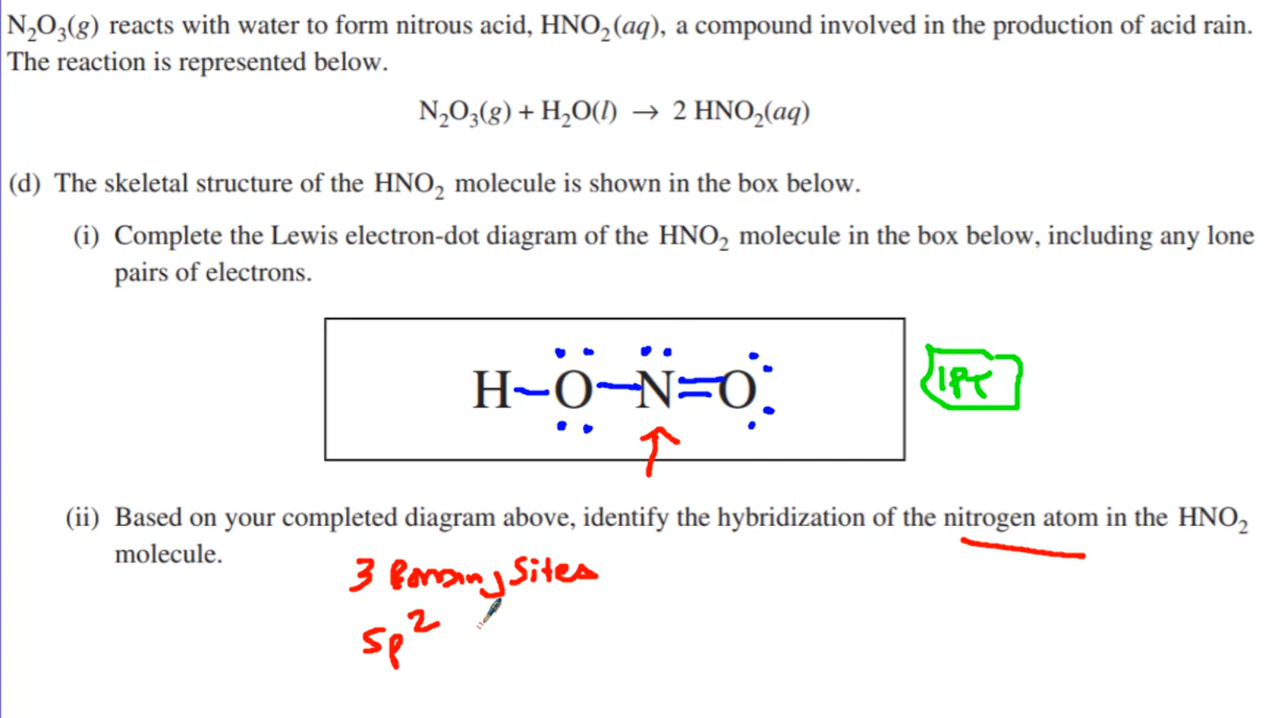 N₂O₃(g) reacts with water to form nitrous acid, HNO₂(aq), a compound involved in the production of acid rain.
The reaction is represented below.
N₂O₃(g) + H₂O(l) → 2 HNO₂(aq)
(d) The skeletal structure of the HNO₂ molecule is shown in the box below.
(i) Complete the Lewis electron-dot diagram of the HNO₂ molecule in the box below, including any lone
pairs of electrons.
H–O–N=O
1pt
(ii) Based on your completed diagram above, identify the hybridization of the nitrogen atom in the HNO₂
molecule.
3 Sites
sp²